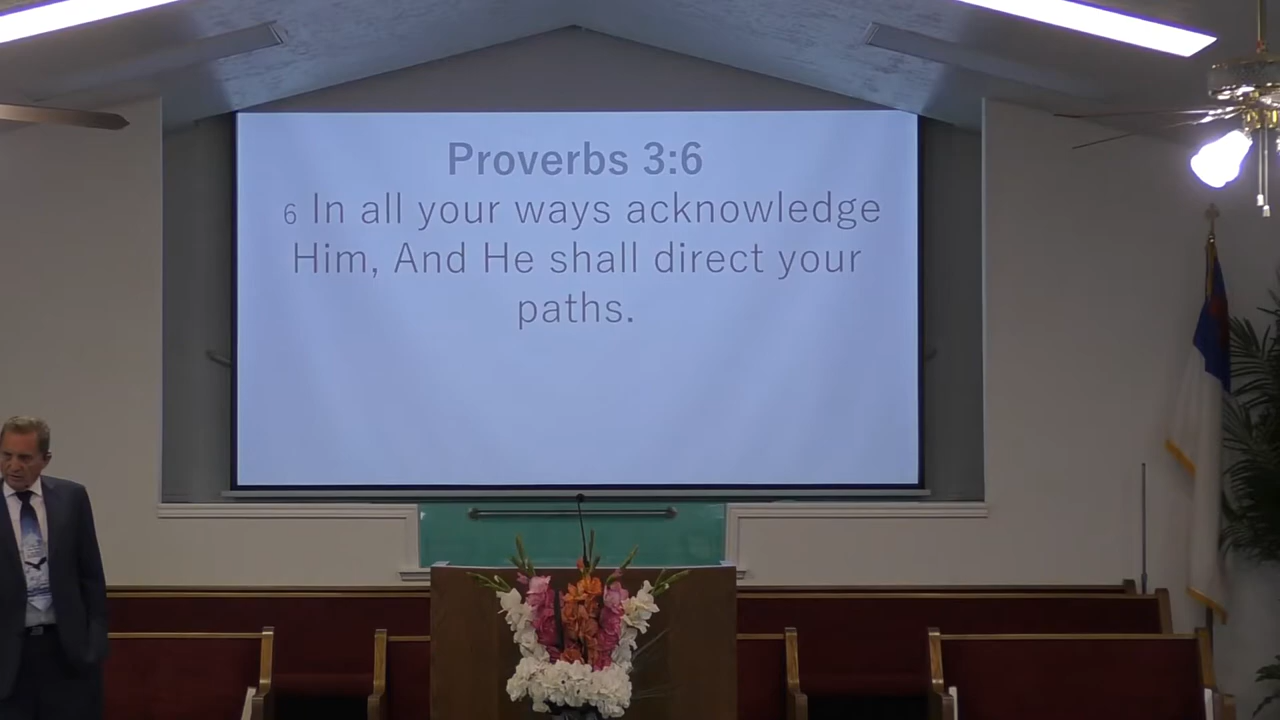 Proverbs 3:6
6 In all your ways acknowledge
Him, And He shall direct your
paths.